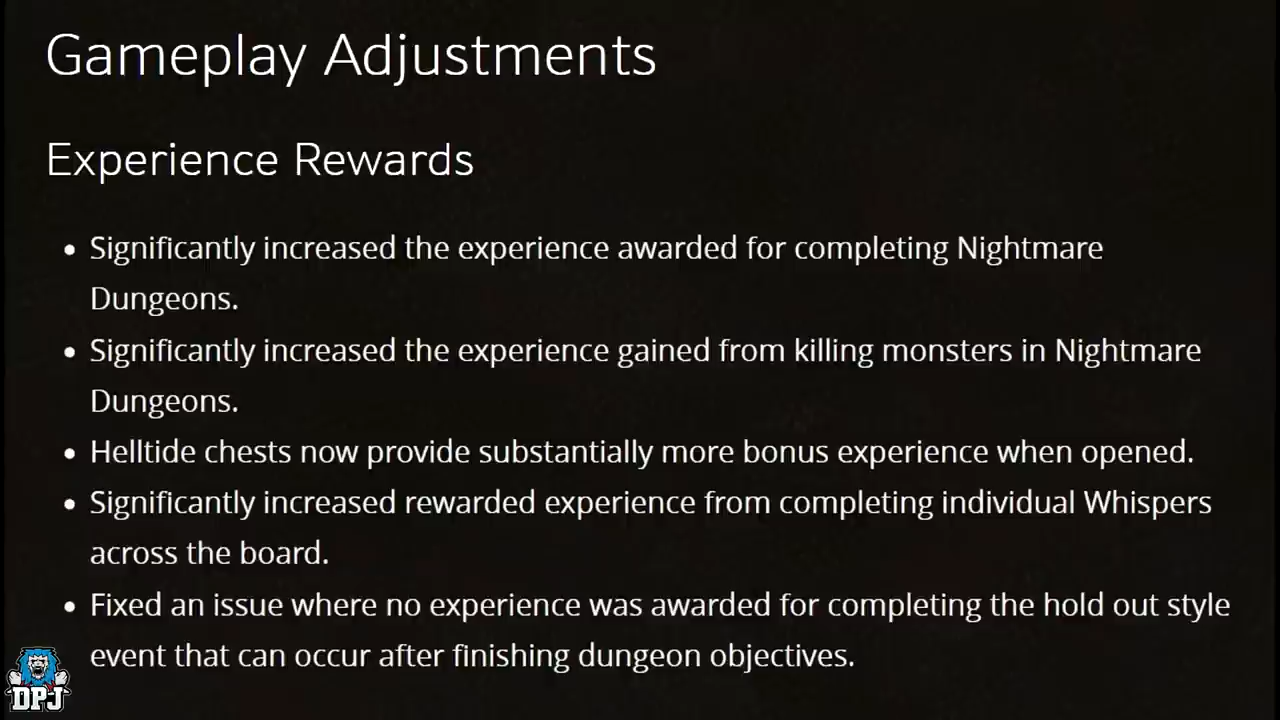 Gameplay Adjustments
Experience Rewards
• Significantly increased the experience awarded for completing Nightmare
Dungeons.
• Significantly increased the experience gained from killing monsters in Nightmare
Dungeons.
• Helltide chests now provide substantially more bonus experience when opened.
• Significantly increased rewarded experience from completing individual Whispers
across the board.
• Fixed an issue where no experience was awarded for completing the hold out style
event that can occur after finishing dungeon objectives.
DPJ